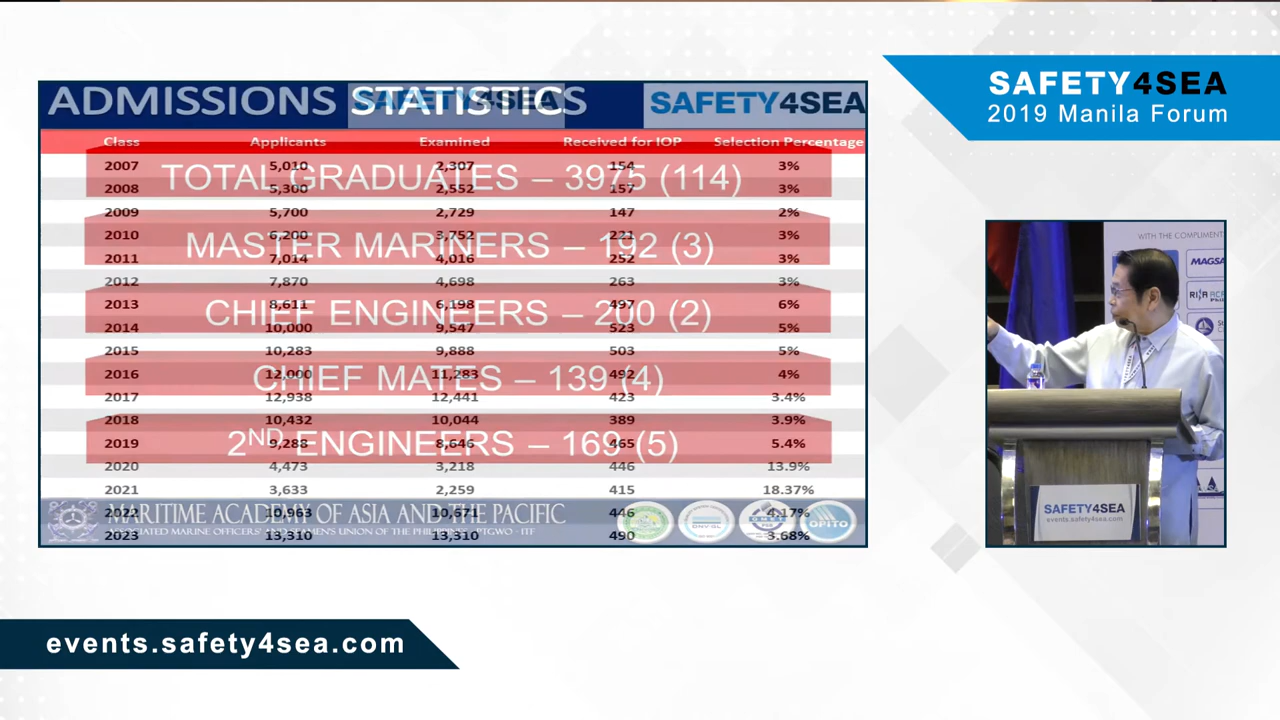 SAFETY4SEA
2019 Manila Forum
ADMISSIONS STATISTICS
STATISTICS
SAFETY4SEA
SAFETY4SEA
Class Applicants Examined Received for IOP Selection Percentage
2007 5,010 2,307 154 3%
TOTAL GRADUATES – 3975 (114)
2008 5,300 2,552 157 3%
2009 5,700 2,729 147 2%
2010 6,200 3,752 221 3%
MASTER MARINERS – 192 (3)
2011 7,014 4,016 252 3%
2012 7,870 4,698 263 3%
2013 8,611 6,198 497 6%
CHIEF ENGINEERS – 200 (2)
2014 10,000 9,547 523 5%
2015 10,283 9,888 503 5%
2016 12,000 11,283 492 4%
CHIEF MATES – 139 (4)
2017 12,938 12,441 423 3.4%
2018 10,432 10,044 389 3.9%
2019 9,288 8,646 465 5.4%
2ND ENGINEERS – 169 (5)
2020 4,473 3,218 446 13.9%
2021 3,633 2,259 415 18.37%
2022 10,963 10,671 446 4.17%
MARITIME ACADEMY OF ASIA AND THE PACIFIC
2023 13,310 13,310 490 3.68%
DNV·GL
OPITO
WITH THE COMPLIMENT
MAGSA
SAFETY4SEA
events.safety4sea.com
events.safety4sea.com